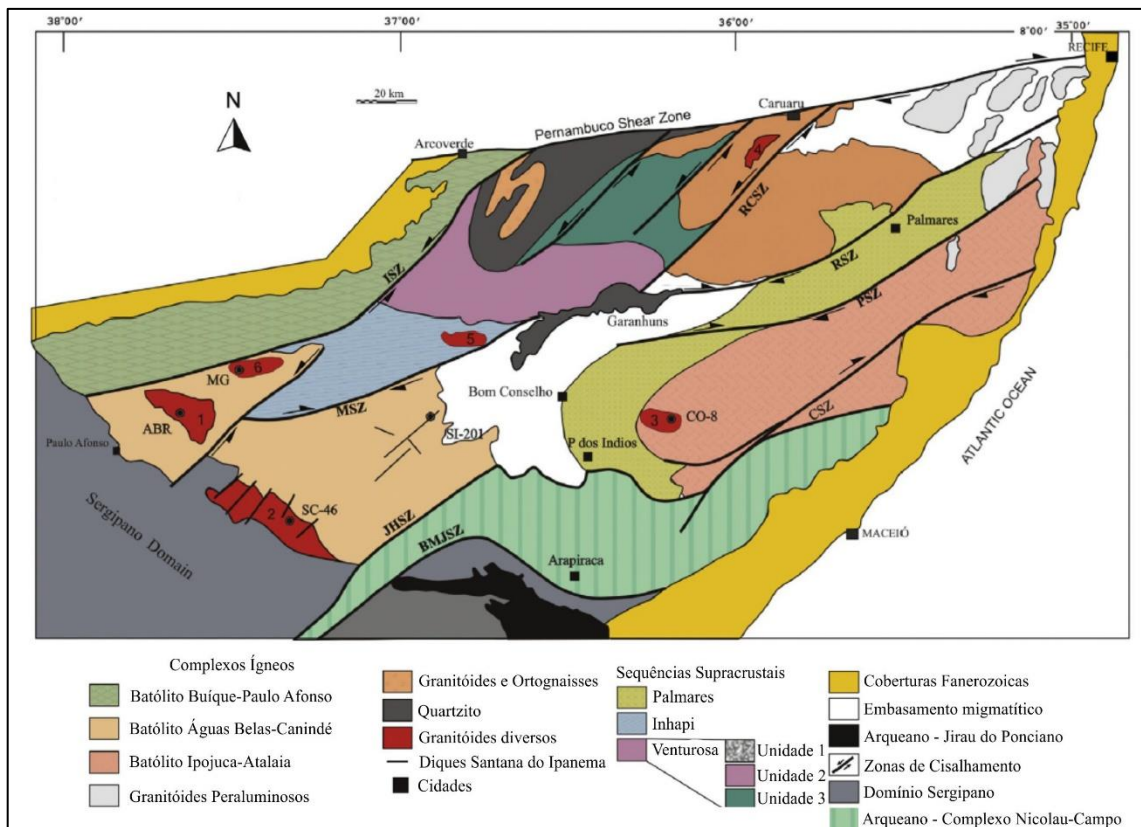 38°00'
37°00'
36°00'
35°00'
8°00'
RECIFE
20 km
N
Caruaru
Pernambuco Shear Zone
Arcoverde
4
RCSZ
Palmares
ISZ
RSZ
PSZ
Garanhuns
5
MG
6
Bom Conselho
ABR
1
MSZ
3
CO-8
CSZ
SI-201
Paulo Afonso
P dos Indios
ATLANTIC OCEAN
2
SC-46
JHSZ
BMJSZ
Sergipano Domain
MACEIÓ
Arapiraca
Complexos Ígneos
Batólito Buíque-Paulo Afonso
Batólito Águas Belas-Canindé
Batólito Ipojuca-Atalaia
Granitóides Peraluminosos
Granitóides e Ortognaisses
Quartzito
Granitóides diversos
Diques Santana do Ipanema
Cidades
Sequências Supracrustais
Palmares
Inhapi
Venturosa
Unidade 1
Unidade 2
Unidade 3
Coberturas Fanerozoicas
Embasamento migmatítico
Arqueano - Jirau do Ponciano
Zonas de Cisalhamento
Domínio Sergipano
Arqueano - Complexo Nicolau-Campo